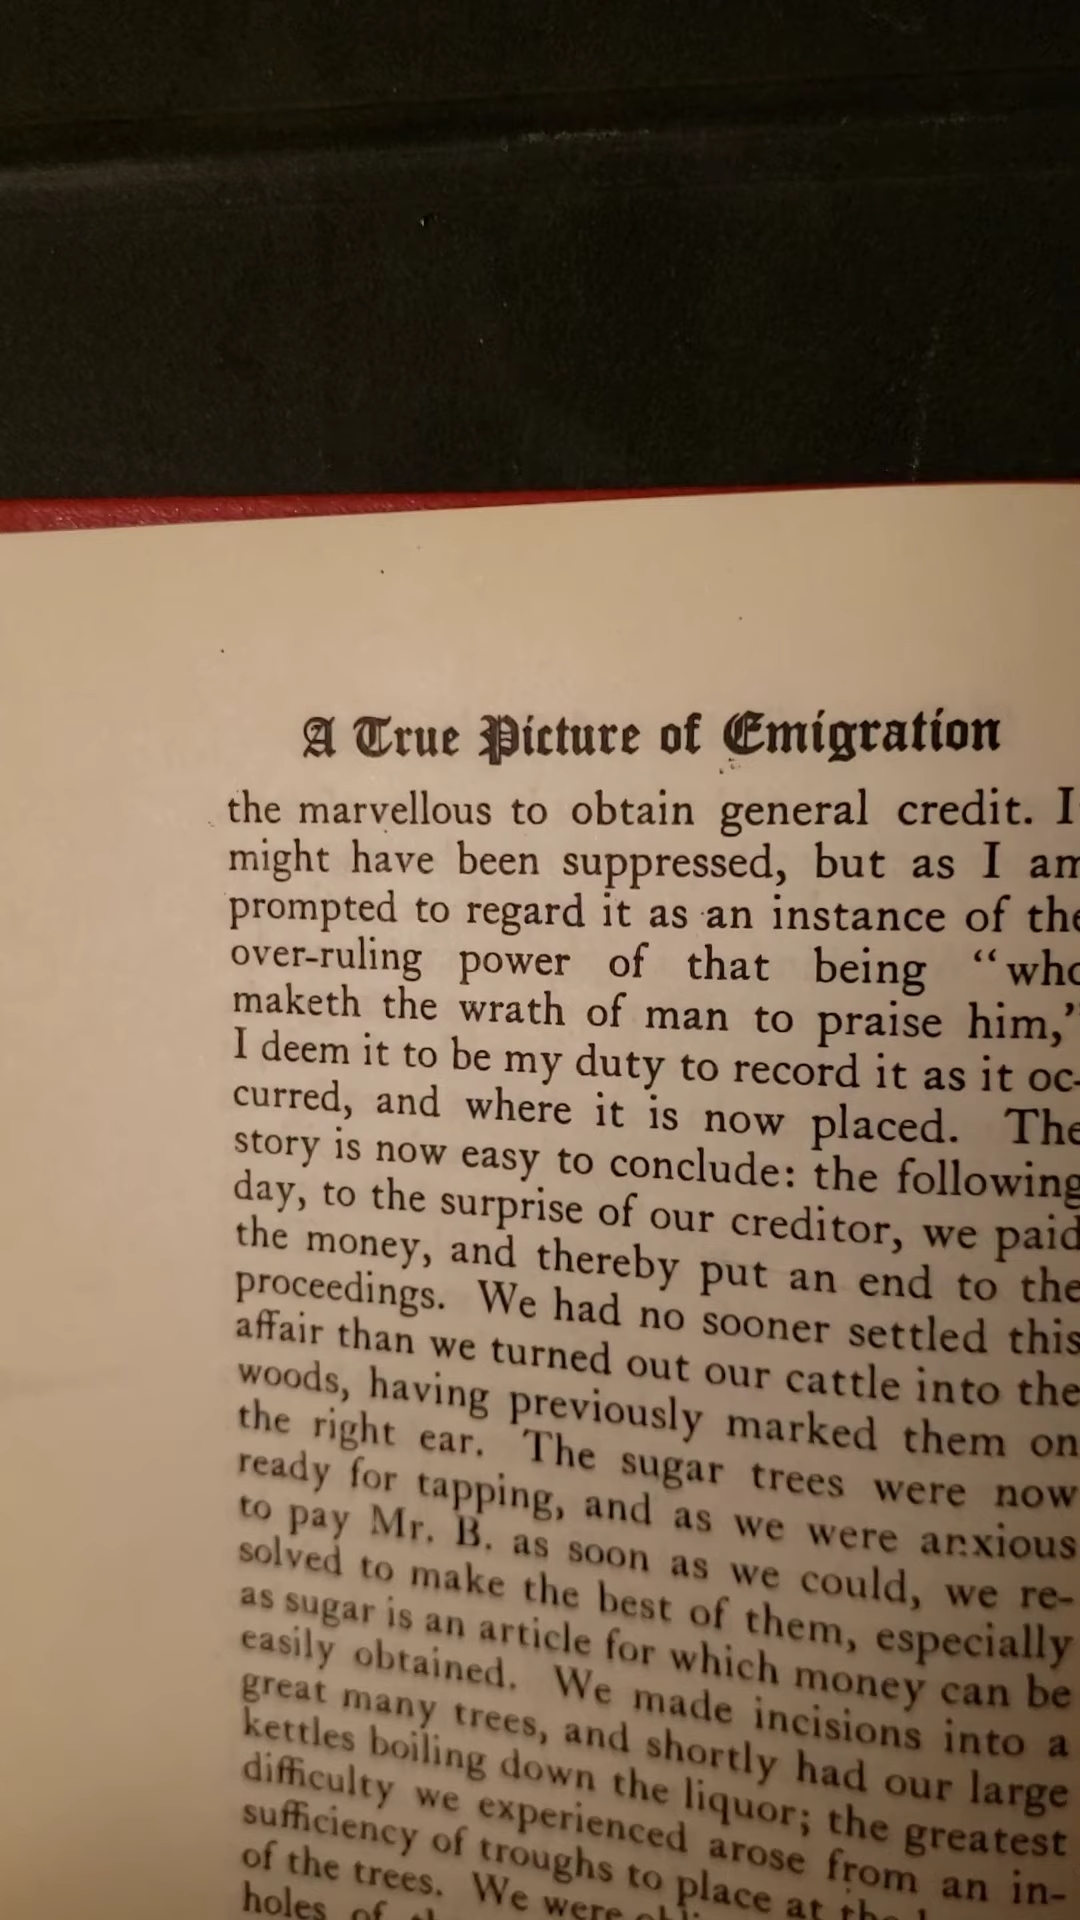 A True Picture of Emigration
the marvellous to obtain general credit. I
might have been suppressed, but as I am
prompted to regard it as an instance of the
over-ruling power of that being “who
maketh the wrath of man to praise him,”
I deem it to be my duty to record it as it oc-
curred, and where it is now placed. The
story is now easy to conclude: the following
day, to the surprise of our creditor, we paid
the money, and thereby put an end to the
proceedings. We had no sooner settled this
affair than we turned out our cattle into the
woods, having previously marked them on
the right ear. The sugar trees were now
ready for tapping, and as we were anxious
to pay Mr. B. as soon as we could, we re-
solved to make the best of them, especially
as sugar is an article for which money can be
easily obtained. We made incisions into a
great many trees, and shortly had our large
kettles boiling down the liquor; the greatest
difficulty we experienced arose from an in-
sufficiency of troughs to place at the
of the trees. We were
holes of